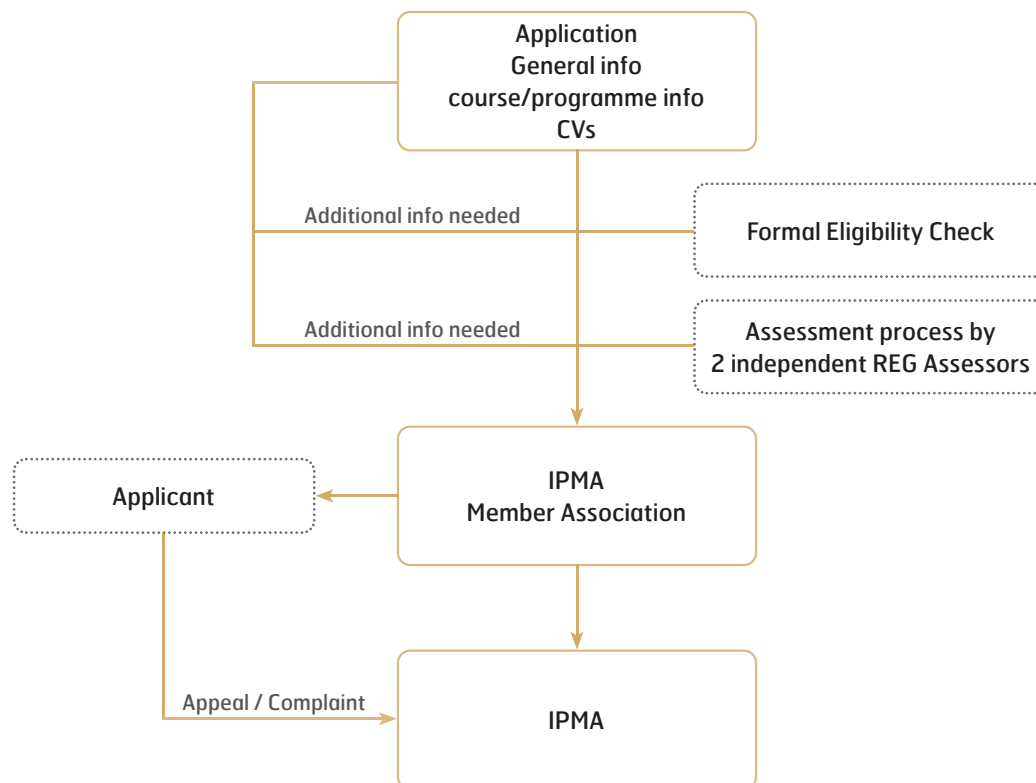 Application
General info
course/programme info
CVs
Additional info needed
Formal Eligibility Check
Additional info needed
Assessment process by
2 independent REG Assessors
IPMA
Member Association
Applicant
Appeal / Complaint
IPMA